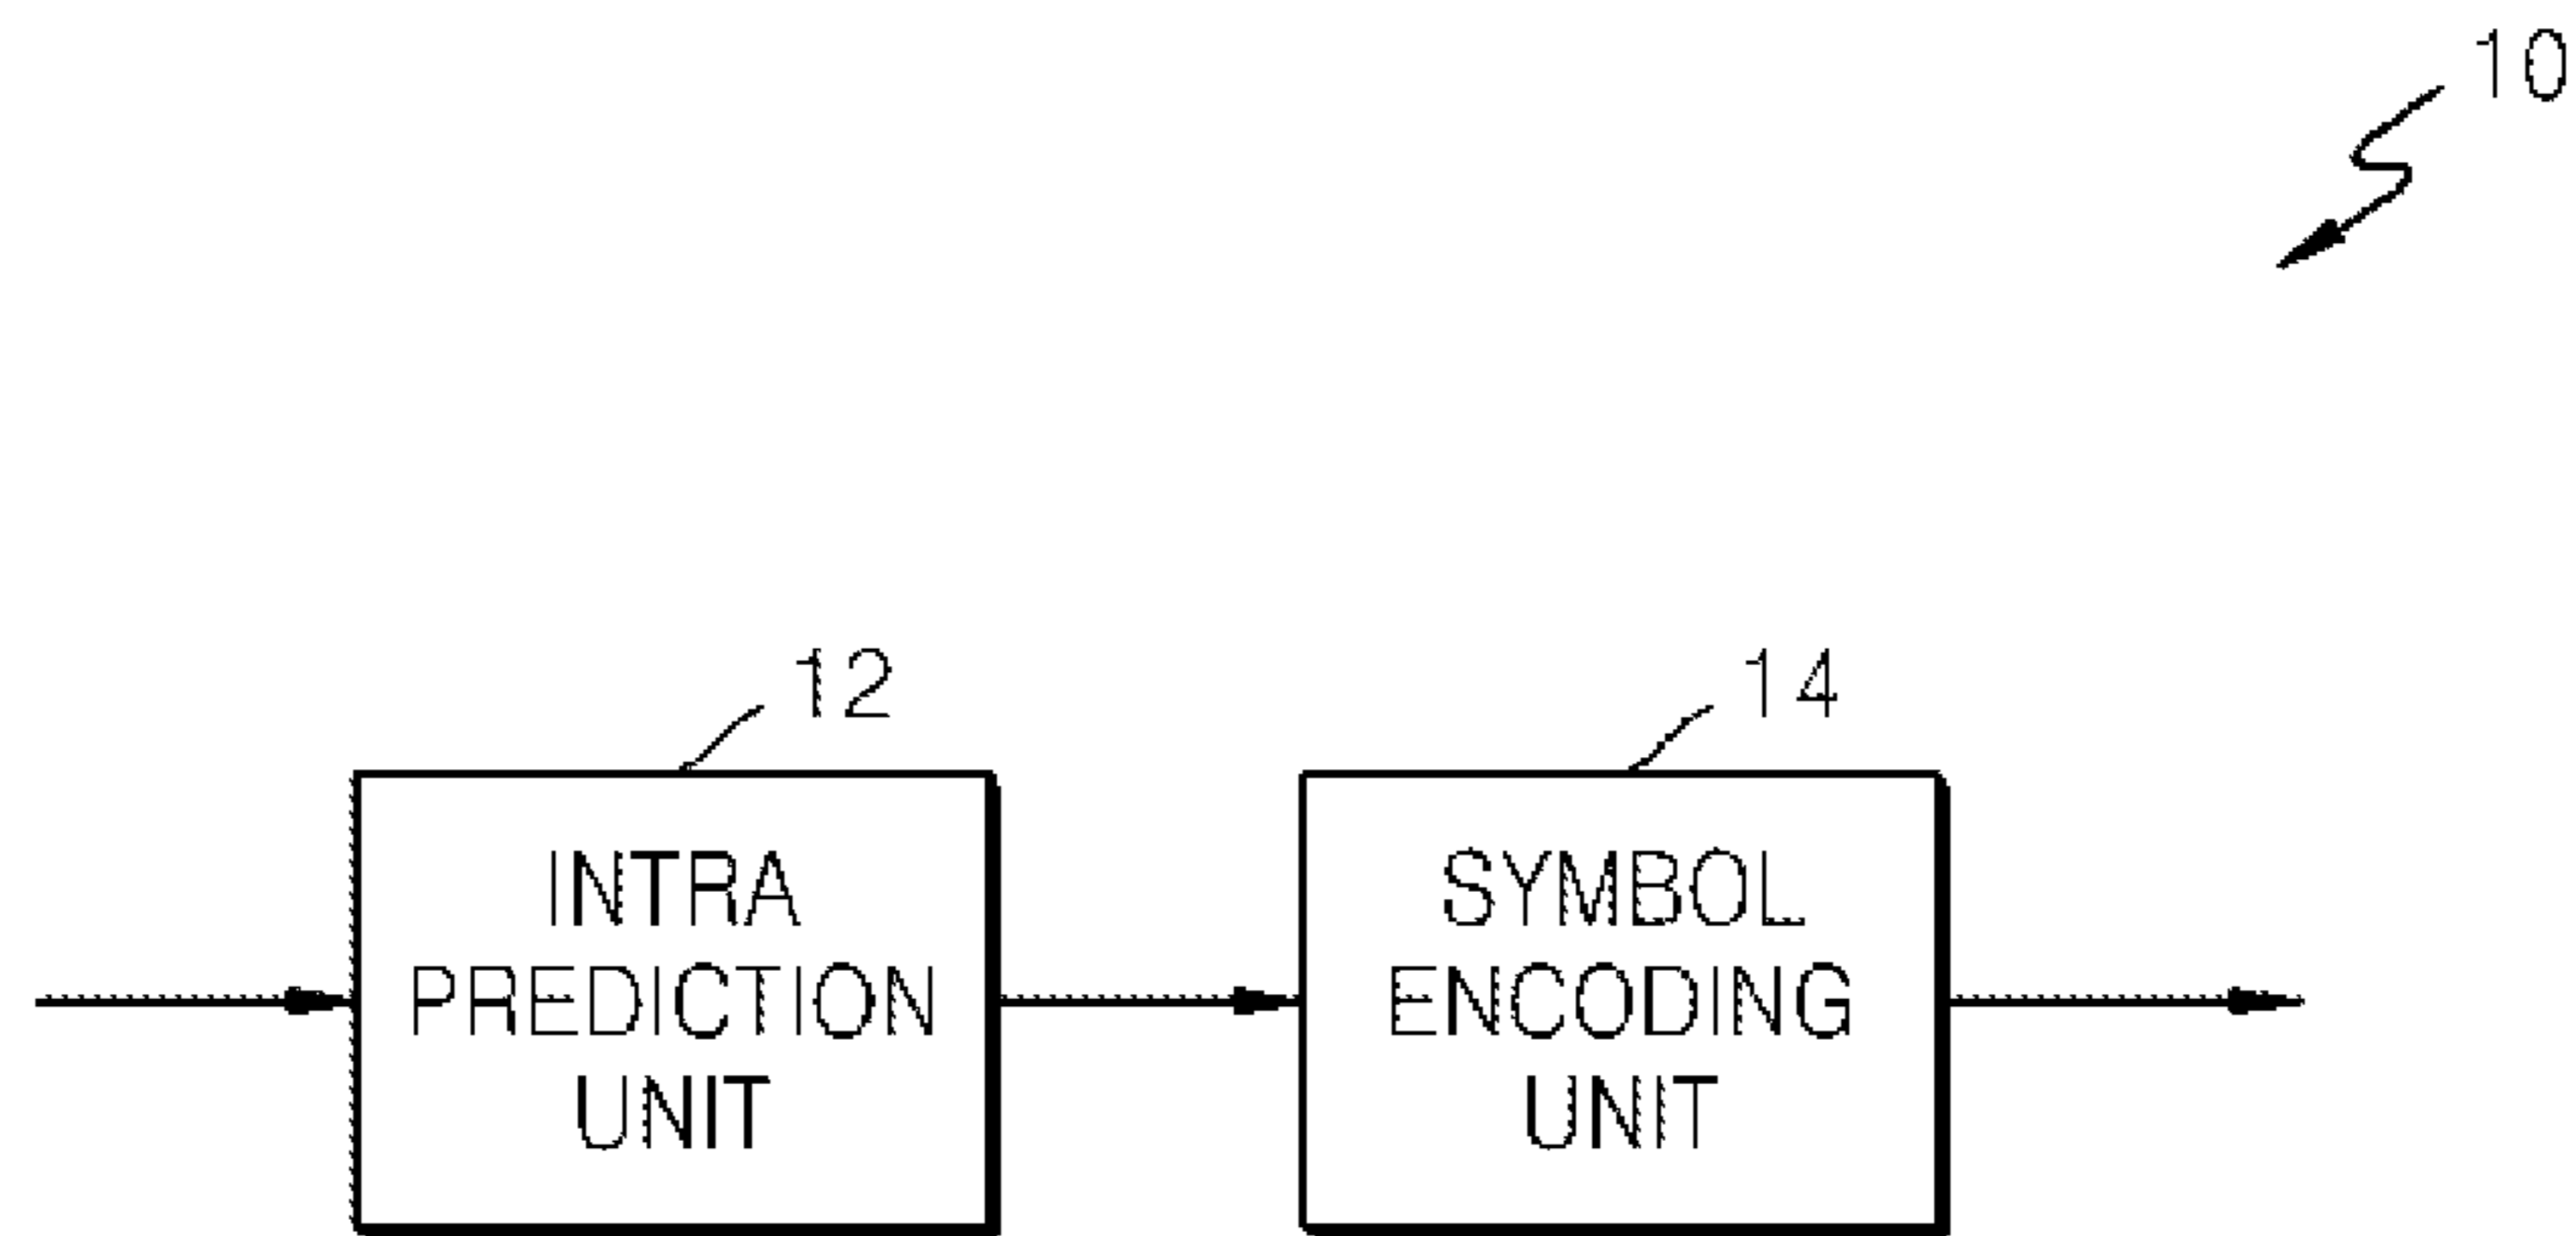 10
12
14
INTRA
PREDICTION
UNIT
SYMBOL
ENCODING
UNIT